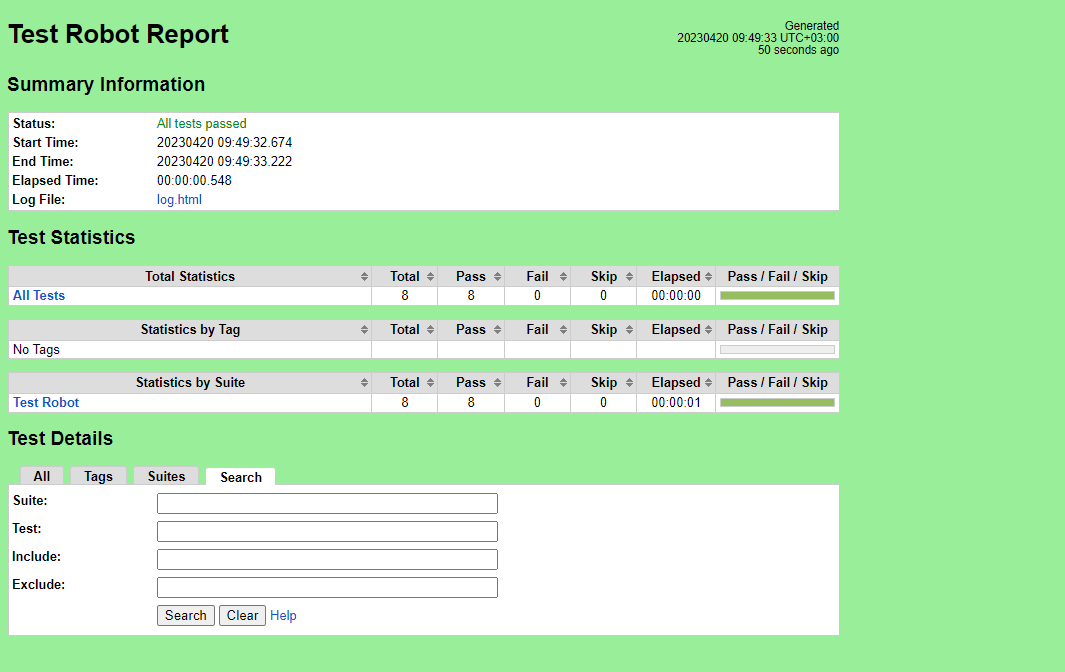 Test Robot Report
Generated
20230420 09:49:33 UTC+03:00
50 seconds ago
Summary Information
Status: All tests passed
Start Time: 20230420 09:49:32.674
End Time: 20230420 09:49:33.222
Elapsed Time: 00:00:00.548
Log File: log.html
Test Statistics
Total Statistics Total Pass Fail Skip Elapsed Pass / Fail / Skip
All Tests 8 8 0 0 00:00:00
Statistics by Tag Total Pass Fail Skip Elapsed Pass / Fail / Skip
No Tags
Statistics by Suite Total Pass Fail Skip Elapsed Pass / Fail / Skip
Test Robot 8 8 0 0 00:00:01
Test Details
All Tags Suites Search
Suite:
Test:
Include:
Exclude:
Search Clear Help